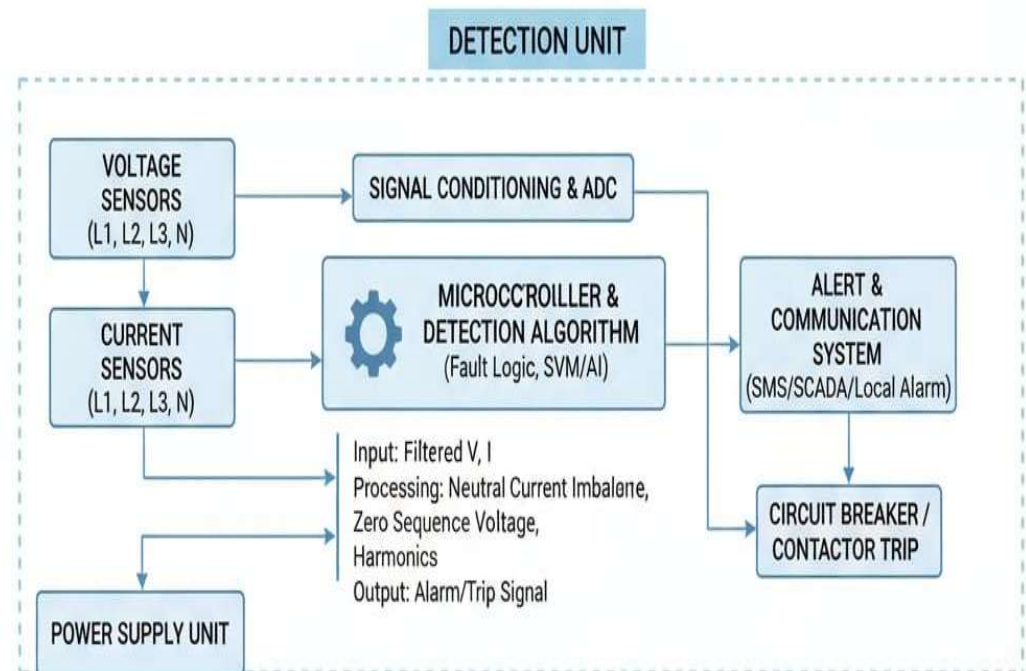 DETECTION UNIT
VOLTAGE
SENSORS
(L1, L2, L3, N)
SIGNAL CONDITIONING & ADC
MICROCC'ROILLER &
DETECTION ALGORITHM
(Fault Logic, SVM/AI)
ALERT &
COMMUNICATION
SYSTEM
(SMS/SCADA/Local Alarm)
CURRENT
SENSORS
(L1, L2, L3, N)
Input: Filtered V, I
Processing: Neutral Current Imbalone,
Zero Sequence Voltage,
Harmonics
Output: Alarm/Trip Signal
CIRCUIT BREAKER /
CONTACTOR TRIP
POWER SUPPLY UNIT